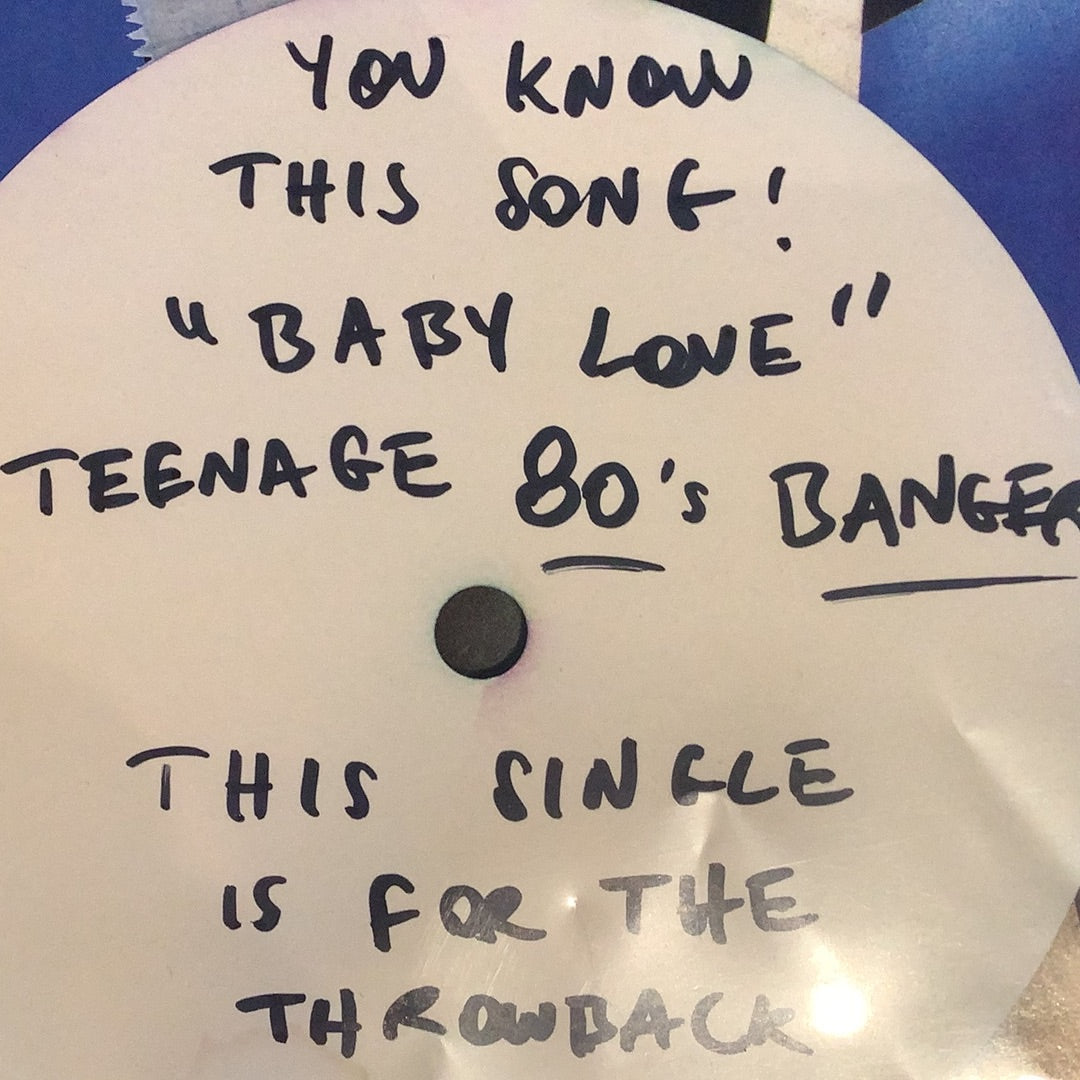 YOU KNOW
THIS SONG!
"BABY LOVE"
TEENAGE 80's BANGER
THIS SINGLE
IS FOR THE
THROWBACK